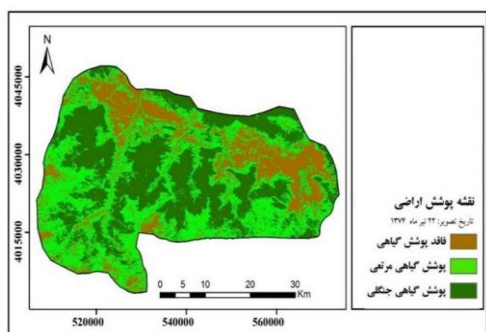 N
4045000
4030000
4015000
520000
540000
560000
0 5 10 20 30
Km
نقشه پوشش اراضی
تاریخ تصویر: ۲۲ تیر ماه ۱۳۷۴
فاقد پوشش گیاهی
پوشش گیاهی مرتعی
پوشش گیاهی جنگلی